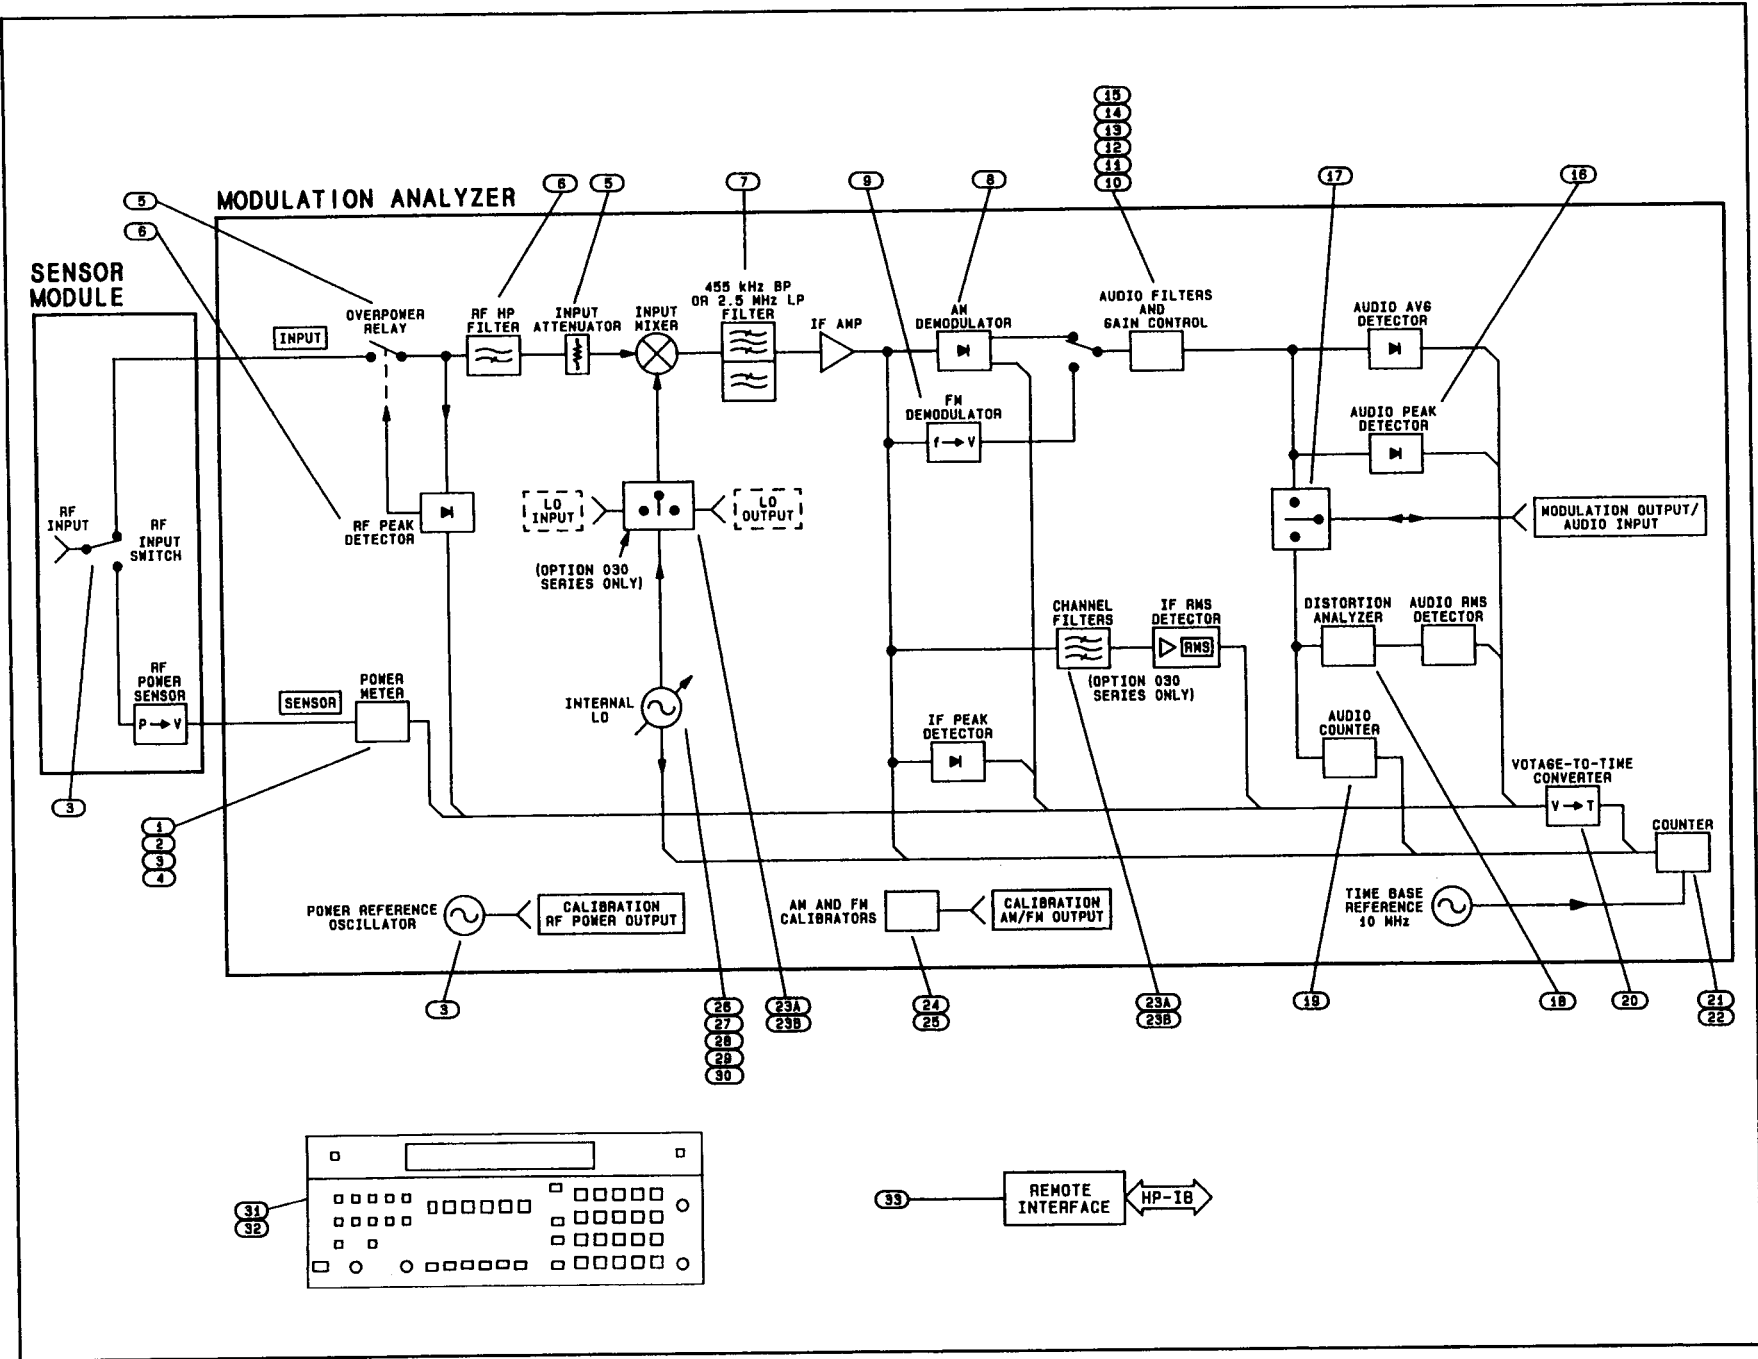 15
14
13
12
11
10
5
6
6
5
7
9
8
17
16
MODULATION ANALYZER
SENSOR
MODULE
OVERPOWER
RELAY
INPUT
RF HP
FILTER
INPUT
ATTENUATOR
INPUT
MIXER
455 kHz BP
OR 2.5 MHz LP
FILTER
IF AMP
AM
DEMODULATOR
AUDIO FILTERS
AND
GAIN CONTROL
AUDIO AVG
DETECTOR
FM
DEMODULATOR
f V
AUDIO PEAK
DETECTOR
RF
INPUT
RF
INPUT
SWITCH
RF PEAK
DETECTOR
LO
INPUT
LO
OUTPUT
(OPTION 030
SERIES ONLY)
MODULATION OUTPUT/
AUDIO INPUT
CHANNEL
FILTERS
IF RMS
DETECTOR
RMS
(OPTION 030
SERIES ONLY)
DISTORTION
ANALYZER
AUDIO RMS
DETECTOR
RF
POWER
SENSOR
P V
SENSOR
POWER
METER
INTERNAL
LO
IF PEAK
DETECTOR
AUDIO
COUNTER
VOTAGE-TO-TIME
CONVERTER
V T
COUNTER
3
1
2
3
4
POWER REFERENCE
OSCILLATOR
CALIBRATION
RF POWER OUTPUT
AM AND FM
CALIBRATORS
CALIBRATION
AM/FM OUTPUT
TIME BASE
REFERENCE
10 MHz
3
26
27
28
29
30
23A
23B
24
25
23A
23B
19
18
20
21
22
31
32
33
REMOTE
INTERFACE
HP-IB